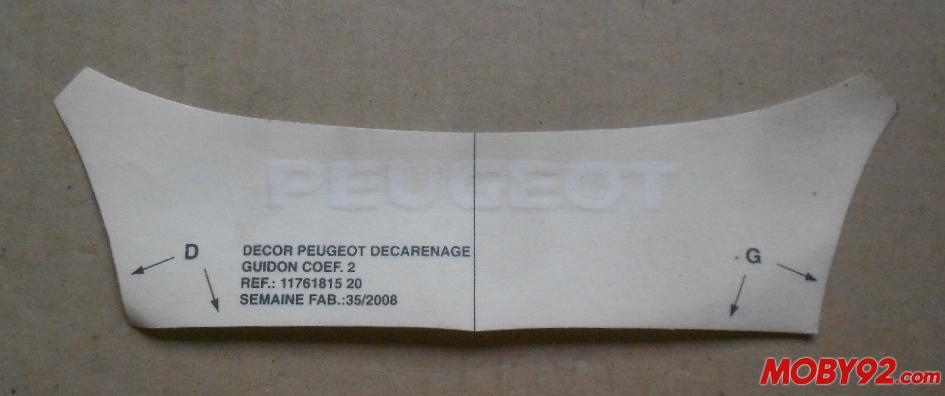 PEUGEOT
D
DECOR PEUGEOT DECARENAGE
GUIDON COEF. 2
REF.: 11761815 20
SEMAINE FAB.:35/2008
G
MOBY92.com